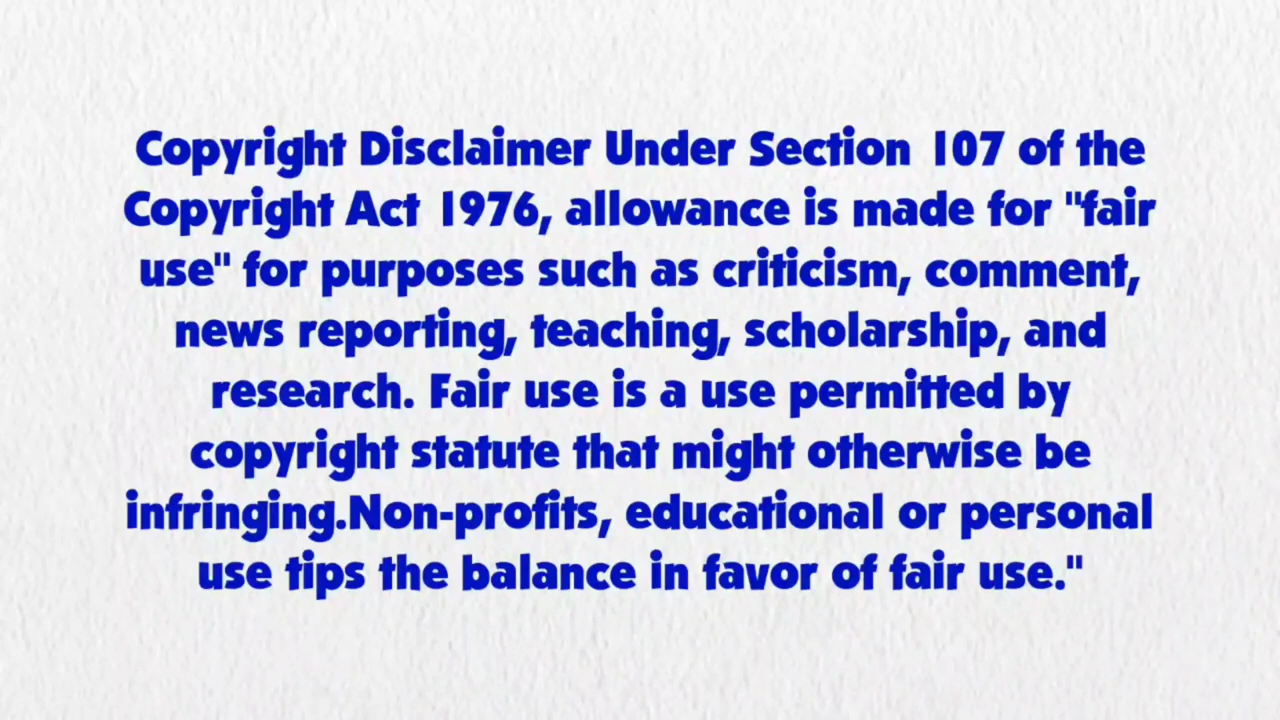 Copyright Disclaimer Under Section 107 of the
Copyright Act 1976, allowance is made for "fair
use" for purposes such as criticism, comment,
news reporting, teaching, scholarship, and
research. Fair use is a use permitted by
copyright statute that might otherwise be
infringing.Non-profits, educational or personal
use tips the balance in favor of fair use."